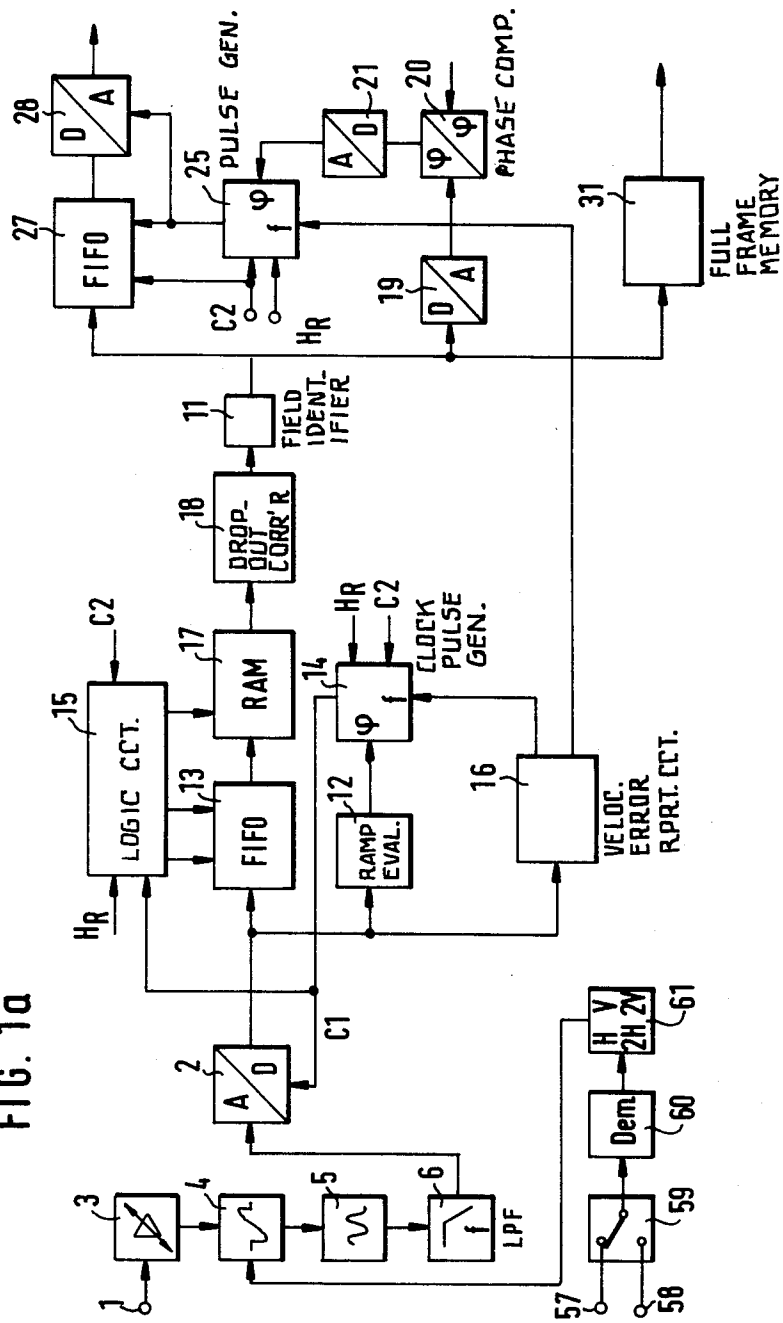 FIG. 1a
1
3
4
5
6
f
LPF
57
58
59
Dem.
60
H V
2H 2V
61
2
A
D
C1
HR
15
LOGIC CCT.
C2
13
FIFO
17
RAM
18
DROP-
OUT
CORR'R
11
FIELD
IDENT-
IFIER
12
RAMP
EVAL.
14
φ
f
HR
C2
CLOCK
PULSE
GEN.
16
VELOC.
ERROR
RPRT. CCT.
27
FIFO
28
D
A
C2
HR
25
φ
f
PULSE GEN.
19
D
A
21
A
D
20
φ
φ
PHASE COMP.
31
FULL
FRAME
MEMORY